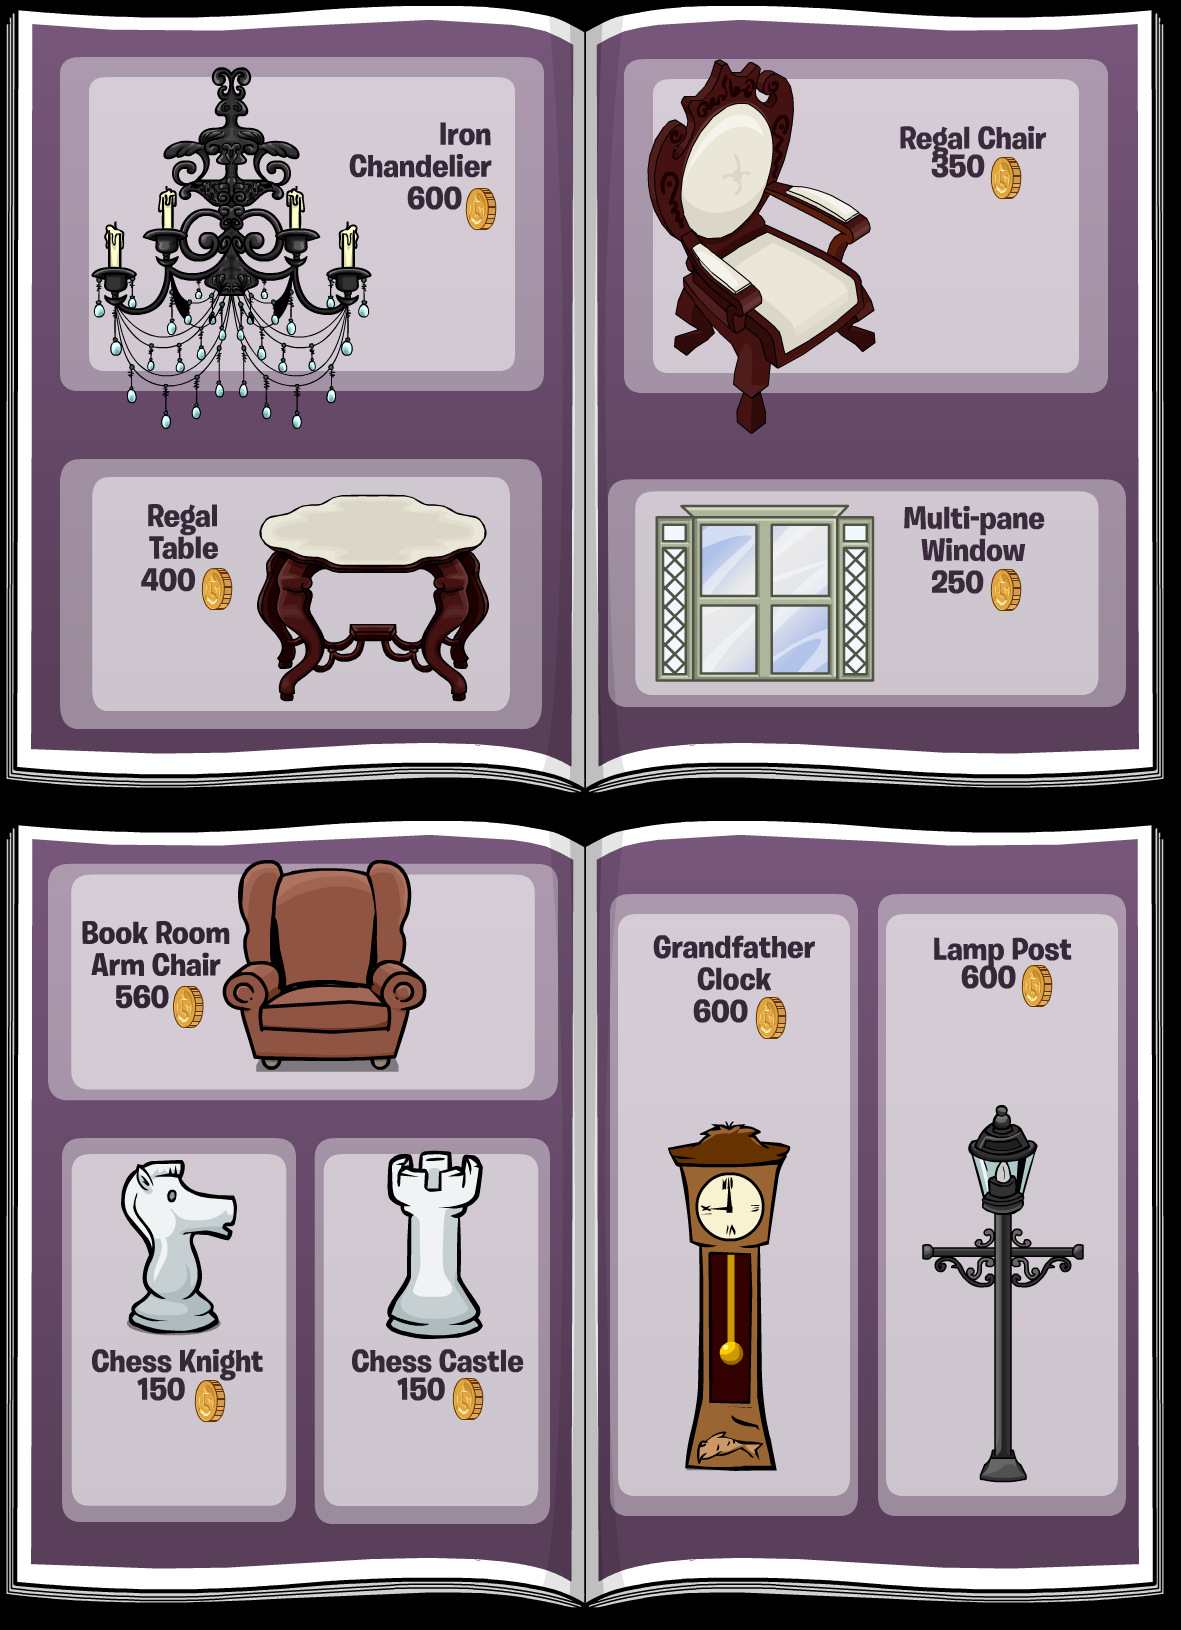 Iron
Chandelier
600
Regal
Table
400
Regal Chair
350
Multi-pane
Window
250
Book Room
Arm Chair
560
Chess Knight
150
Chess Castle
150
Grandfather
Clock
600
Lamp Post
600